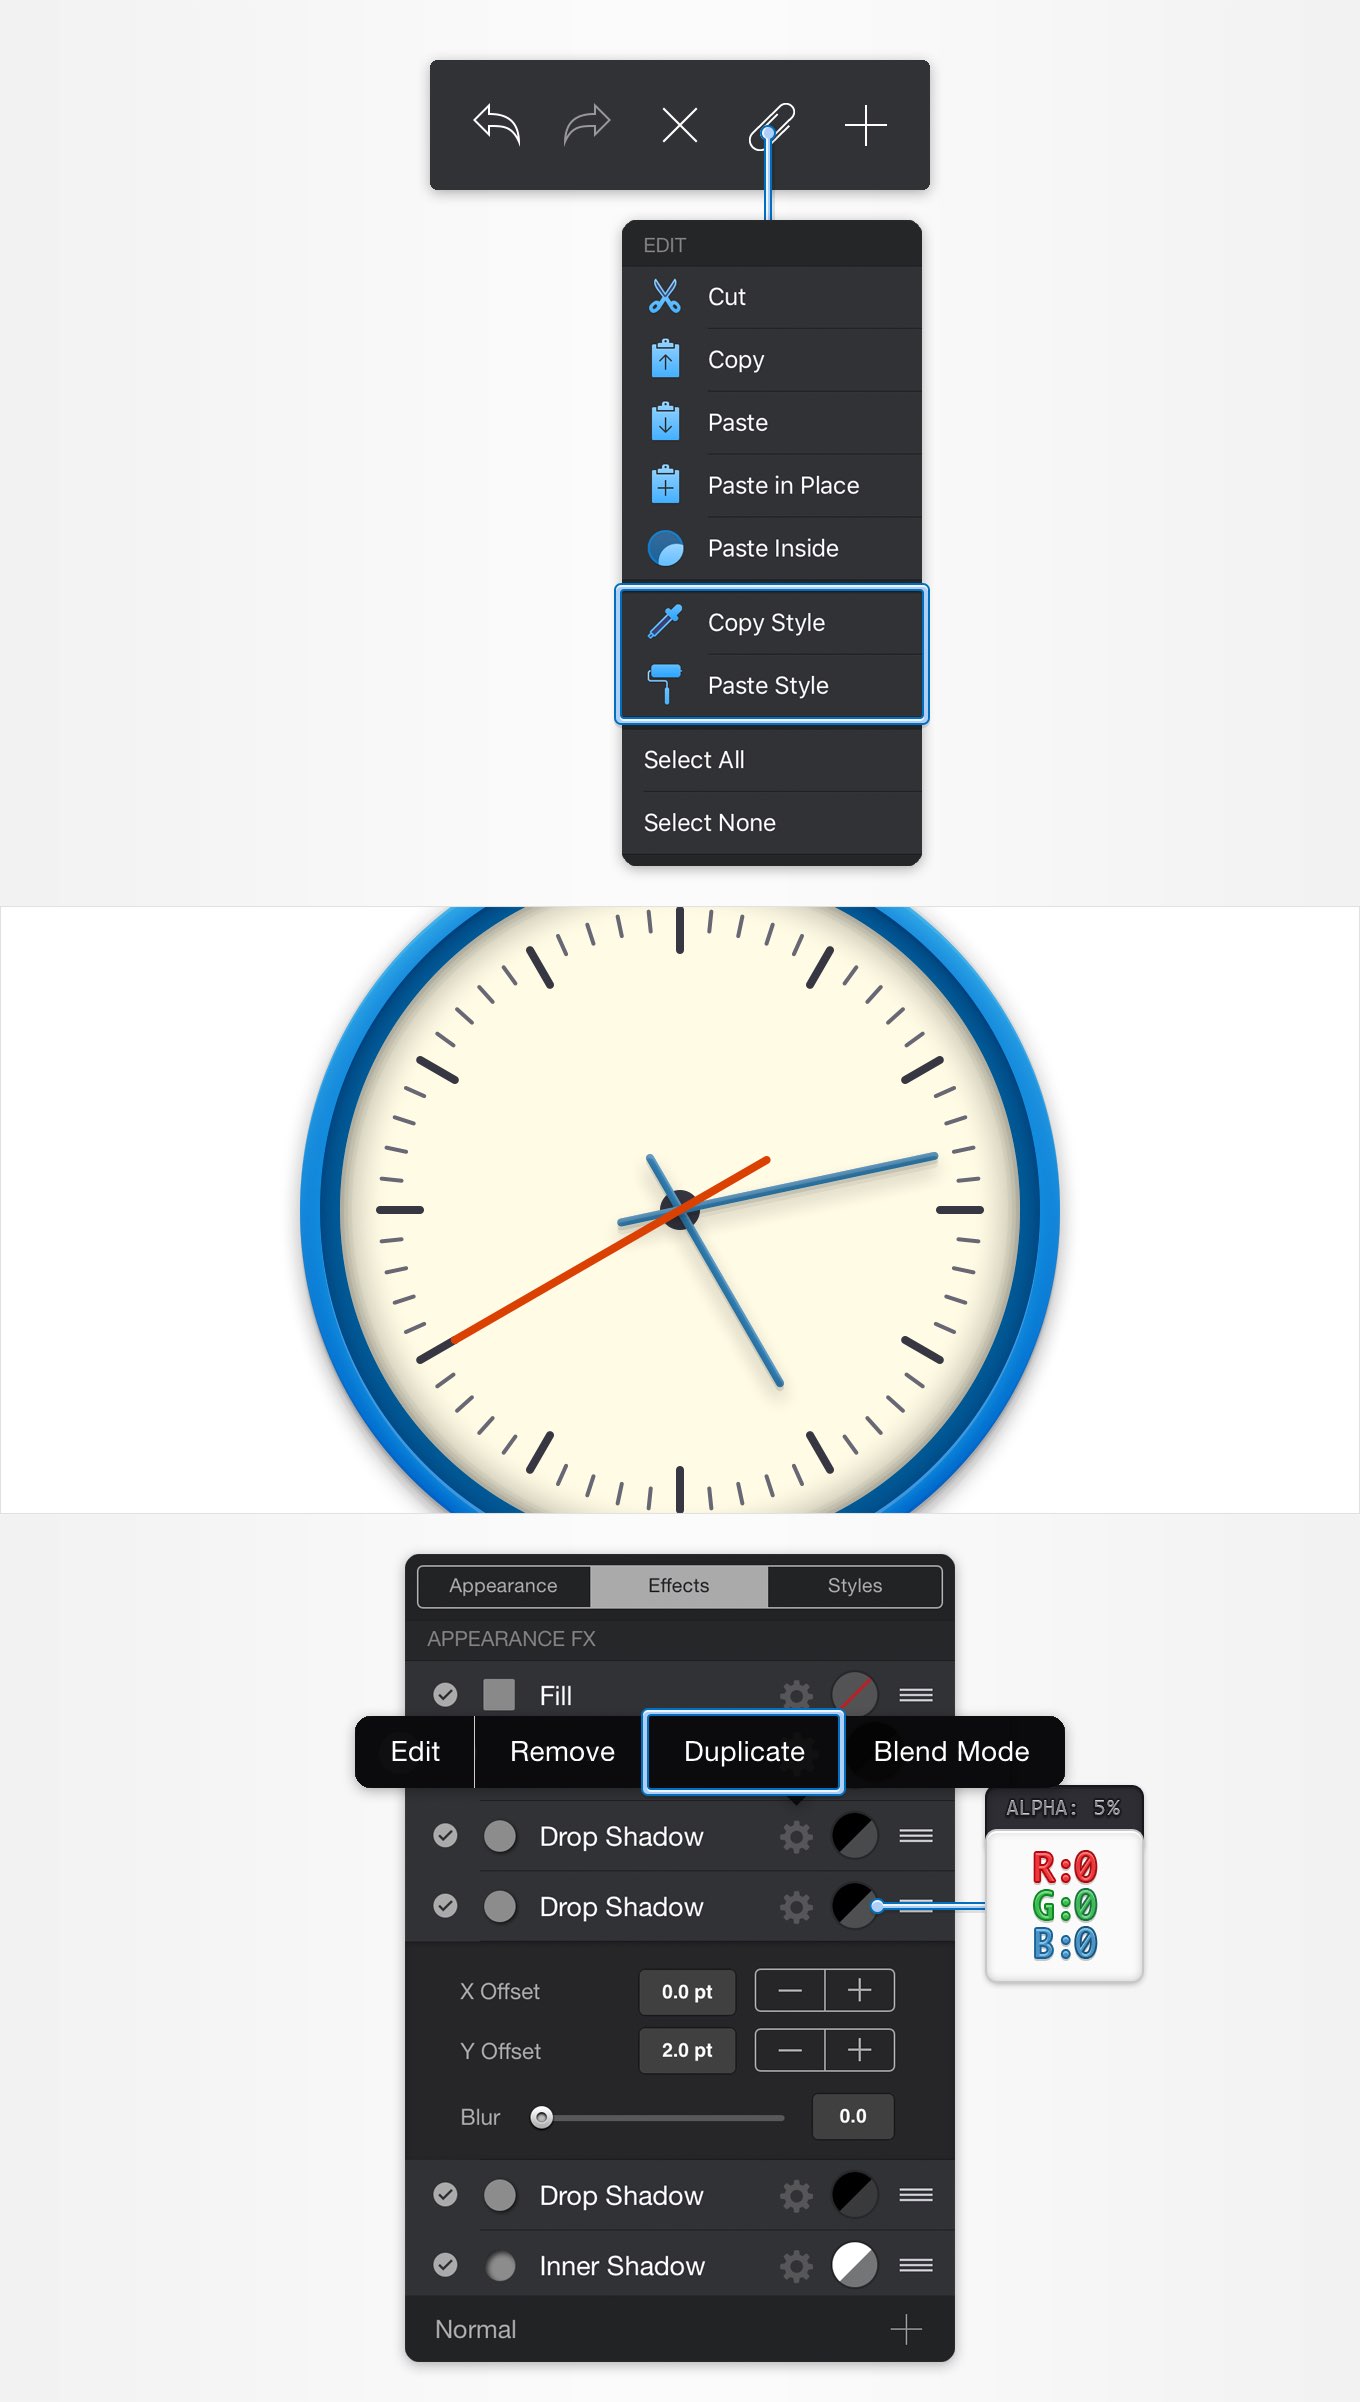 EDIT
Cut
Copy
Paste
Paste in Place
Paste Inside
Copy Style
Paste Style
Select All
Select None
Appearance Effects Styles
APPEARANCE FX
Fill
Edit Remove Duplicate Blend Mode
ALPHA: 5%
Drop Shadow
R:0
Drop Shadow
G:0
B:0
X Offset 0.0 pt
Y Offset 2.0 pt
Blur 0.0
Drop Shadow
Inner Shadow
Normal